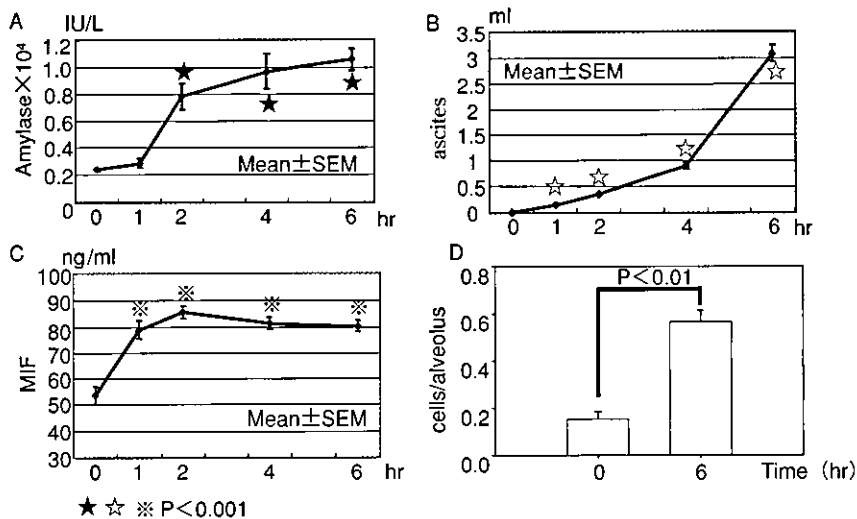 A
IU/L
Amylase×10⁴
1.2
1.0
0.8
0.6
0.4
0.2
0
★
★
★
Mean±SEM
0 1 2 4 6 hr
B
ml
ascites
3.5
3
2.5
2
1.5
1
0.5
0
Mean±SEM
☆ ☆ ☆ ☆
0 1 2 4 6 hr
C
ng/ml
MIF
100
90
80
70
60
50
40
30
※ ※ ※ ※
Mean±SEM
0 1 2 4 6 hr
D
cells/alveolus
0.8
0.6
0.4
0.2
0.0
P<0.01
0 6 Time (hr)
★ ☆ ※ P<0.001